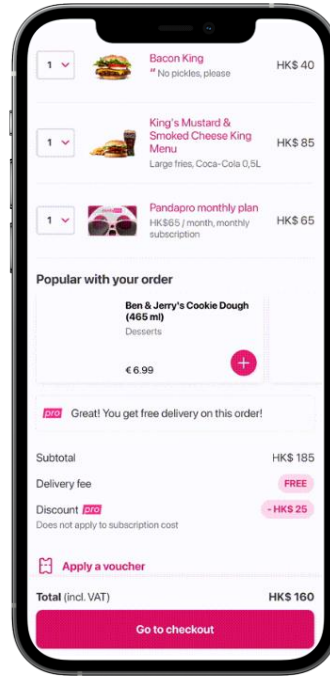 1
Bacon King
“ No pickles, please
HK$ 40
1
King's Mustard &
Smoked Cheese King
Menu
Large fries, Coca-Cola 0,5L
HK$ 85
1
Pandapro monthly plan
HK$65 / month, monthly
subscription
HK$ 65
Popular with your order
Ben & Jerry's Cookie Dough
(465 ml)
Desserts
€ 6.99
+
pro Great! You get free delivery on this order!
Subtotal HK$ 185
Delivery fee FREE
Discount pro - HK$ 25
Does not apply to subscription cost
Apply a voucher
Total (incl. VAT) HK$ 160
Go to checkout